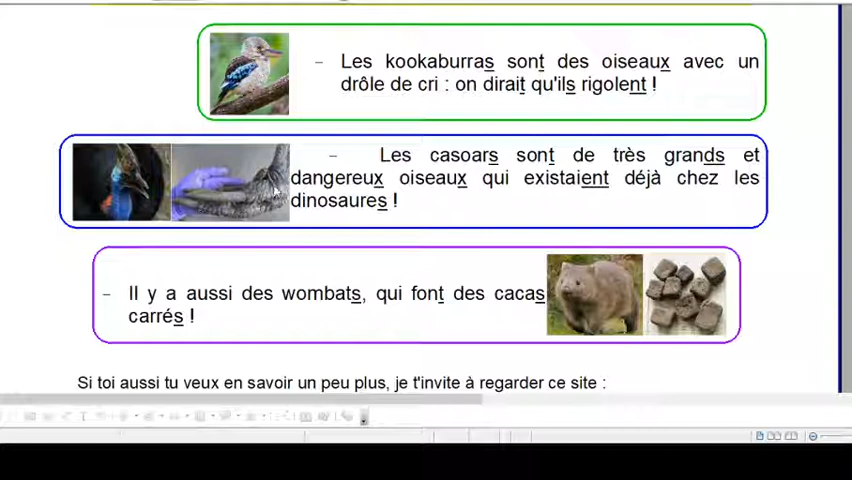 - Les kookaburras sont des oiseaux avec un
drôle de cri : on dirait qu'ils rigolent !
- Les casoars sont de très grands et
dangereux oiseaux qui existaient déjà chez les
dinosaures !
- Il y a aussi des wombats, qui font des cacas
carrés !
Si toi aussi tu veux en savoir un peu plus, je t'invite à regarder ce site :